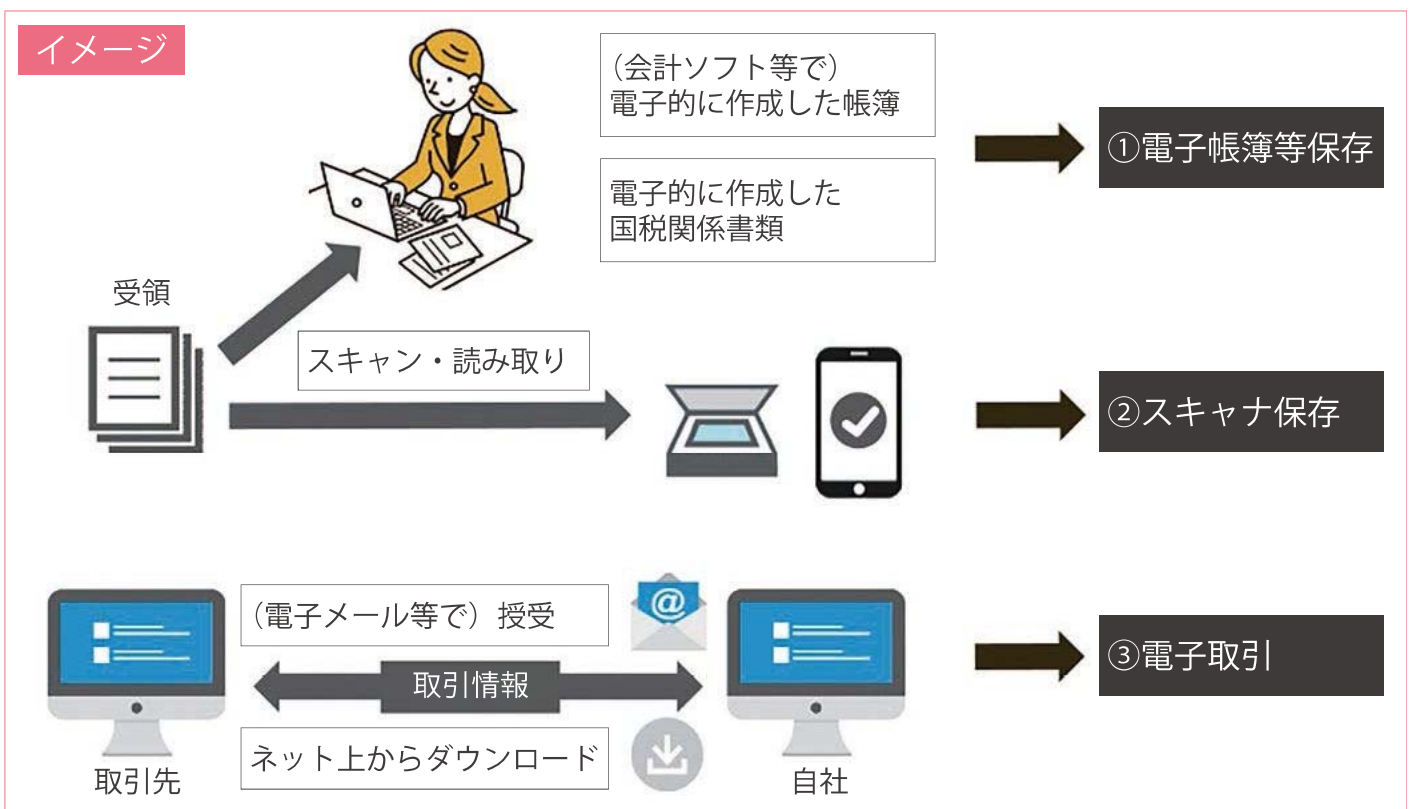 イメージ
(会計ソフト等で)
電子的に作成した帳簿
①電子帳簿等保存
電子的に作成した
国税関係書類
受領
スキャン・読み取り
②スキャナ保存
(電子メール等で)授受
@
③電子取引
取引情報
ネット上からダウンロード
取引先
自社